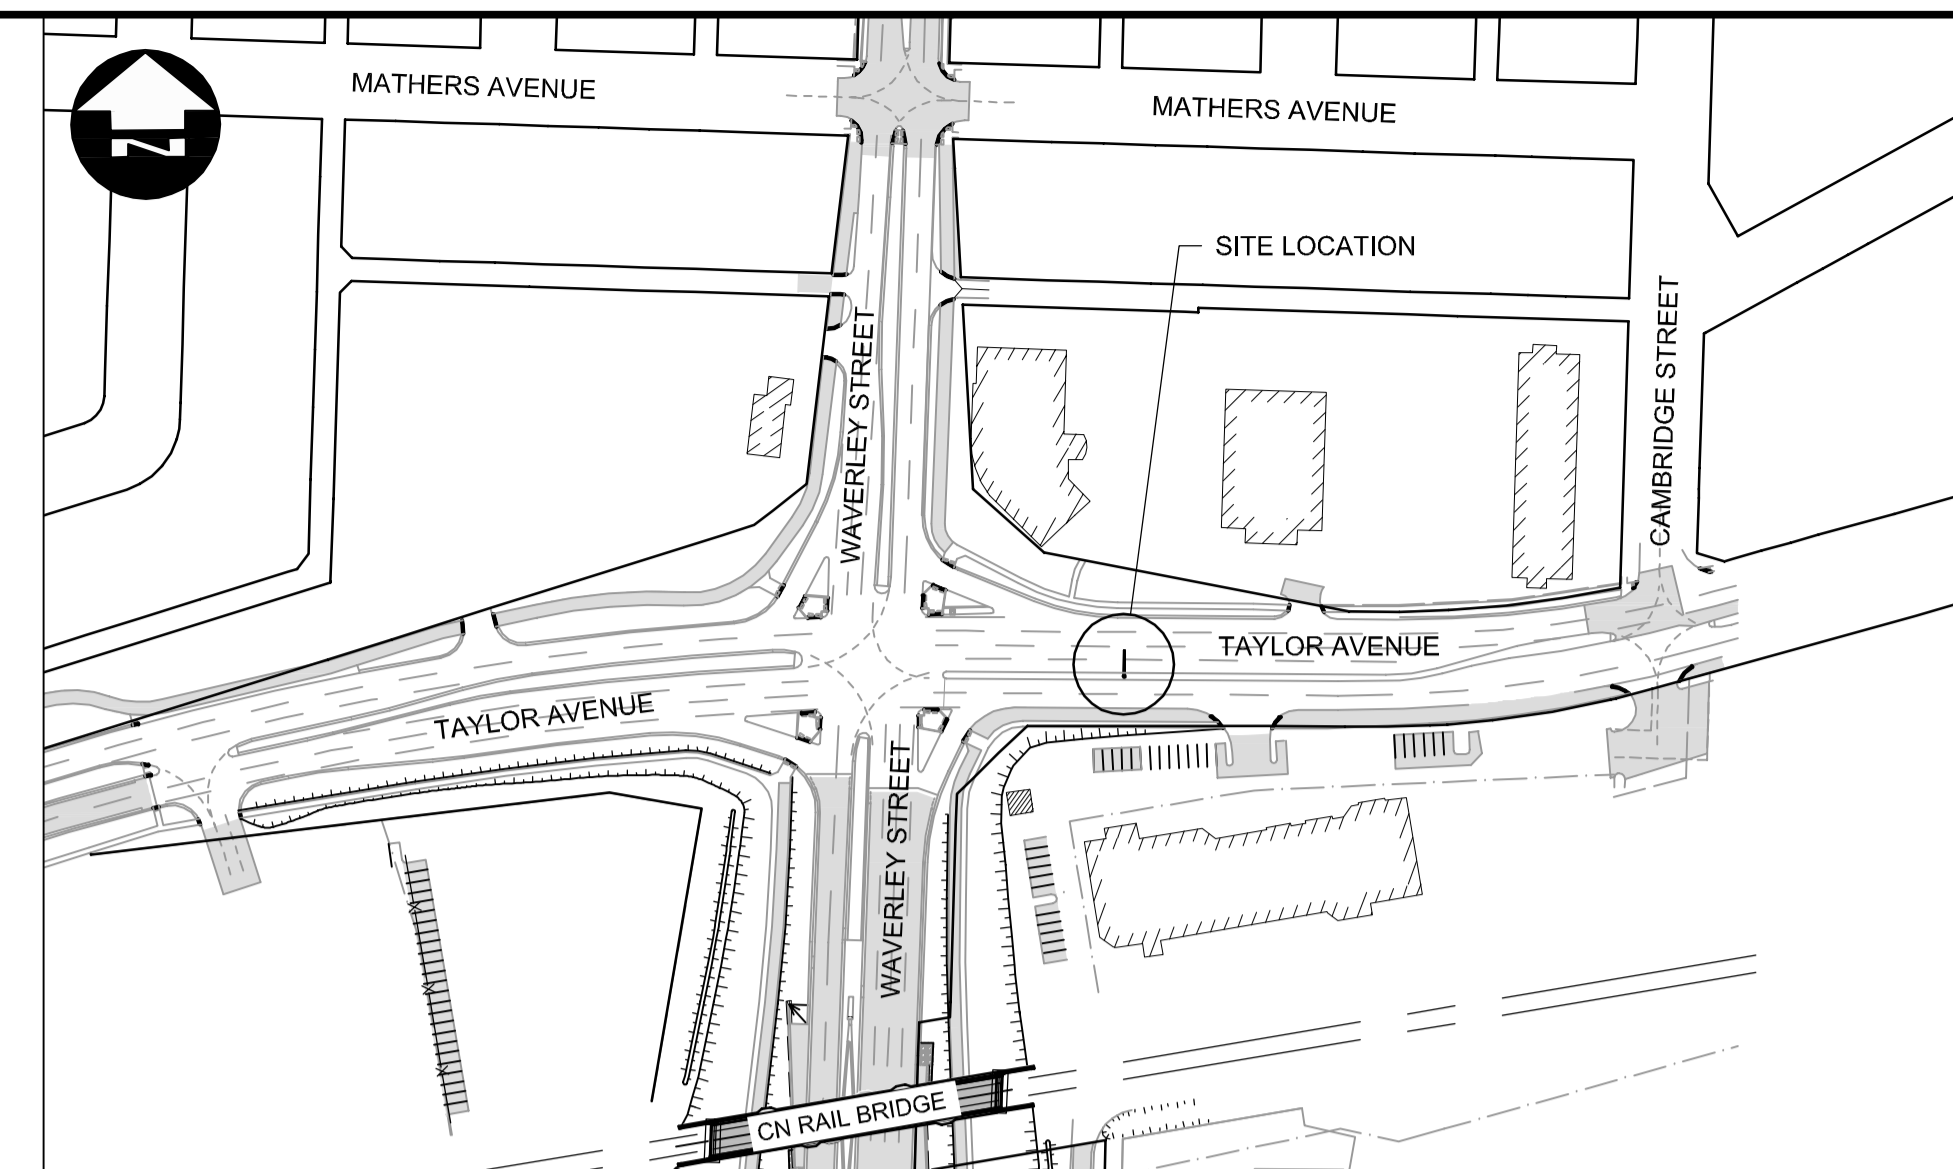 MATHERS AVENUE
MATHERS AVENUE
N
SITE LOCATION
WAVERLEY STREET
CAMBRIDGE STREET
TAYLOR AVENUE
TAYLOR AVENUE
WAVERLEY STREET
CN RAIL BRIDGE